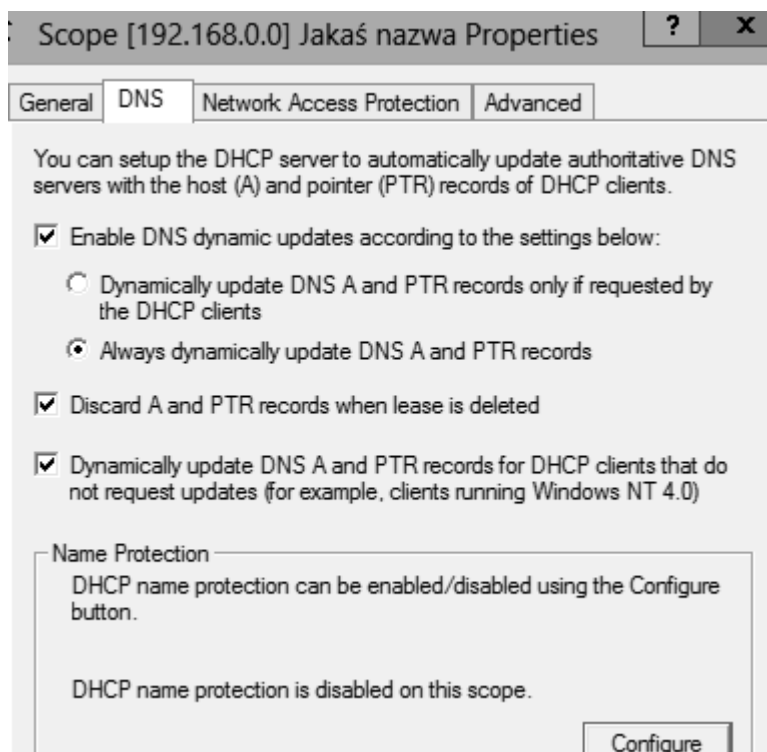 Scope [192.168.0.0] Jakaś nazwa Properties ? x
General DNS Network Access Protection Advanced
You can setup the DHCP server to automatically update authoritative DNS
servers with the host (A) and pointer (PTR) records of DHCP clients.
Enable DNS dynamic updates according to the settings below:
Dynamically update DNS A and PTR records only if requested by
the DHCP clients
Always dynamically update DNS A and PTR records
Discard A and PTR records when lease is deleted
Dynamically update DNS A and PTR records for DHCP clients that do
not request updates (for example, clients running Windows NT 4.0)
Name Protection
DHCP name protection can be enabled/disabled using the Configure
button.
DHCP name protection is disabled on this scope.
Configure